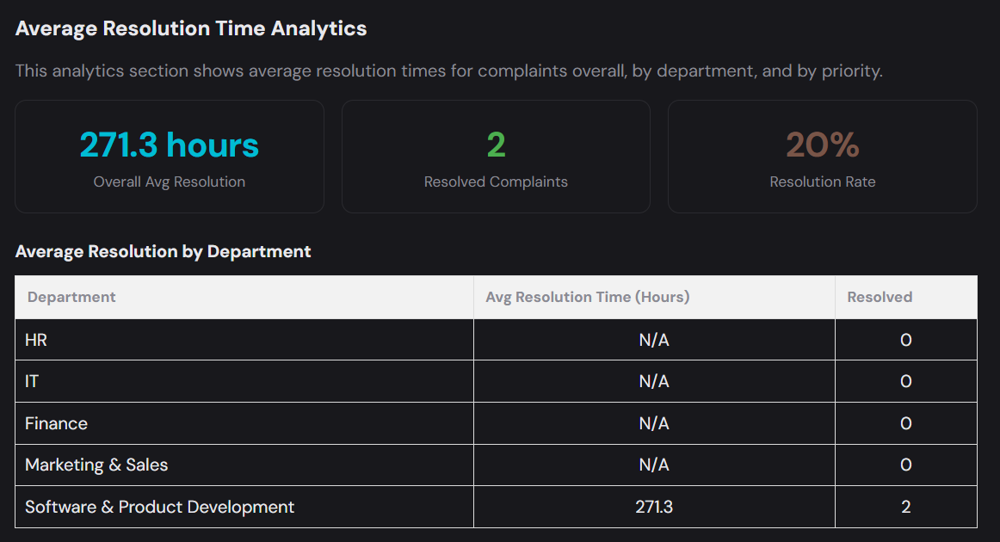 Average Resolution Time Analytics
This analytics section shows average resolution times for complaints overall, by department, and by priority.
271.3 hours
Overall Avg Resolution
2
Resolved Complaints
20%
Resolution Rate
Average Resolution by Department
Department Avg Resolution Time (Hours) Resolved
HR N/A 0
IT N/A 0
Finance N/A 0
Marketing & Sales N/A 0
Software & Product Development 271.3 2